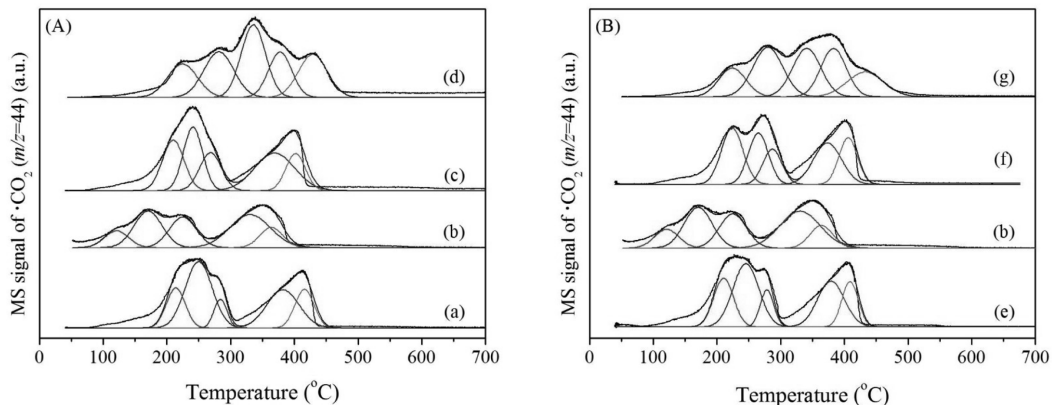 (A)
MS signal of ·CO₂ (m/z=44) (a.u.)
(d)
(c)
(b)
(a)
0 100 200 300 400 500 600 700
Temperature (°C)
(B)
MS signal of ·CO₂ (m/z=44) (a.u.)
(g)
(f)
(b)
(e)
0 100 200 300 400 500 600 700
Temperature (°C)